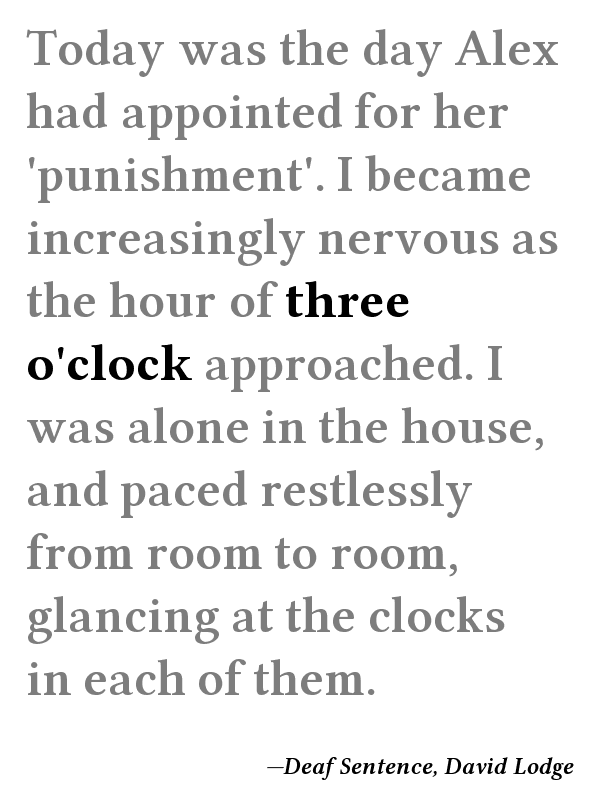 Today was the day Alex
had appointed for her
'punishment'. I became
increasingly nervous as
the hour of three
o'clock approached. I
was alone in the house,
and paced restlessly
from room to room,
glancing at the clocks
in each of them.
—Deaf Sentence, David Lodge